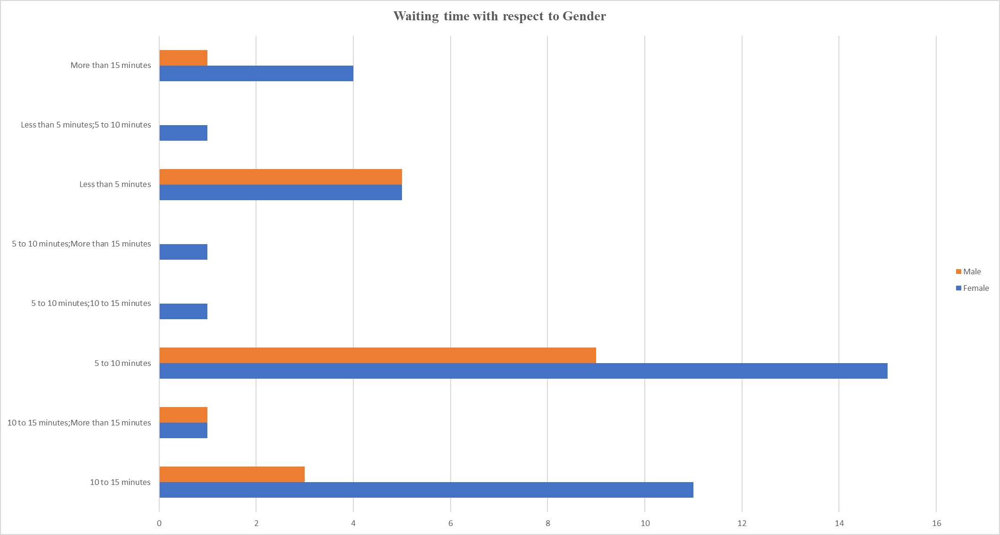 Waiting time with respect to Gender
More than 15 minutes
Less than 5 minutes;5 to 10 minutes
Less than 5 minutes
5 to 10 minutes;More than 15 minutes
5 to 10 minutes;10 to 15 minutes
5 to 10 minutes
10 to 15 minutes;More than 15 minutes
10 to 15 minutes
0 2 4 6 8 10 12 14 16
Male
Female